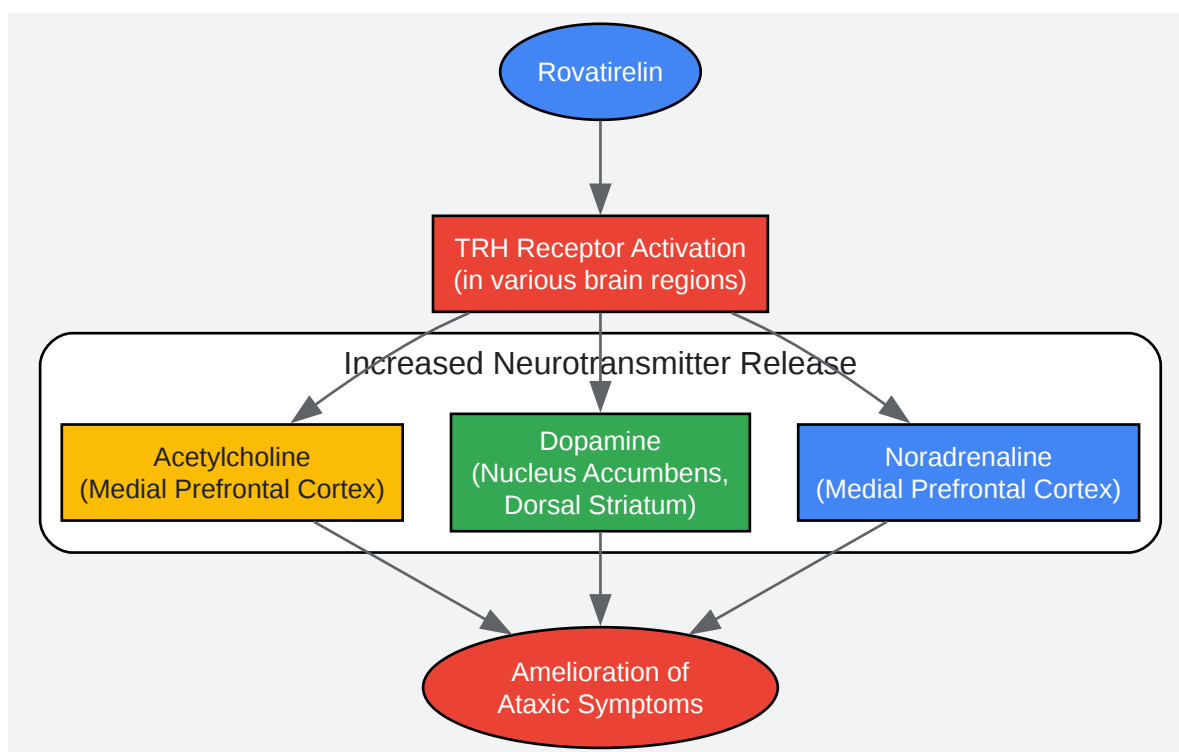 Rovatirelin
TRH Receptor Activation
(in various brain regions)
Increased Neurotransmitter Release
Acetylcholine
(Medial Prefrontal Cortex)
Dopamine
(Nucleus Accumbens,
Dorsal Striatum)
Noradrenaline
(Medial Prefrontal Cortex)
Amelioration of
Ataxic Symptoms